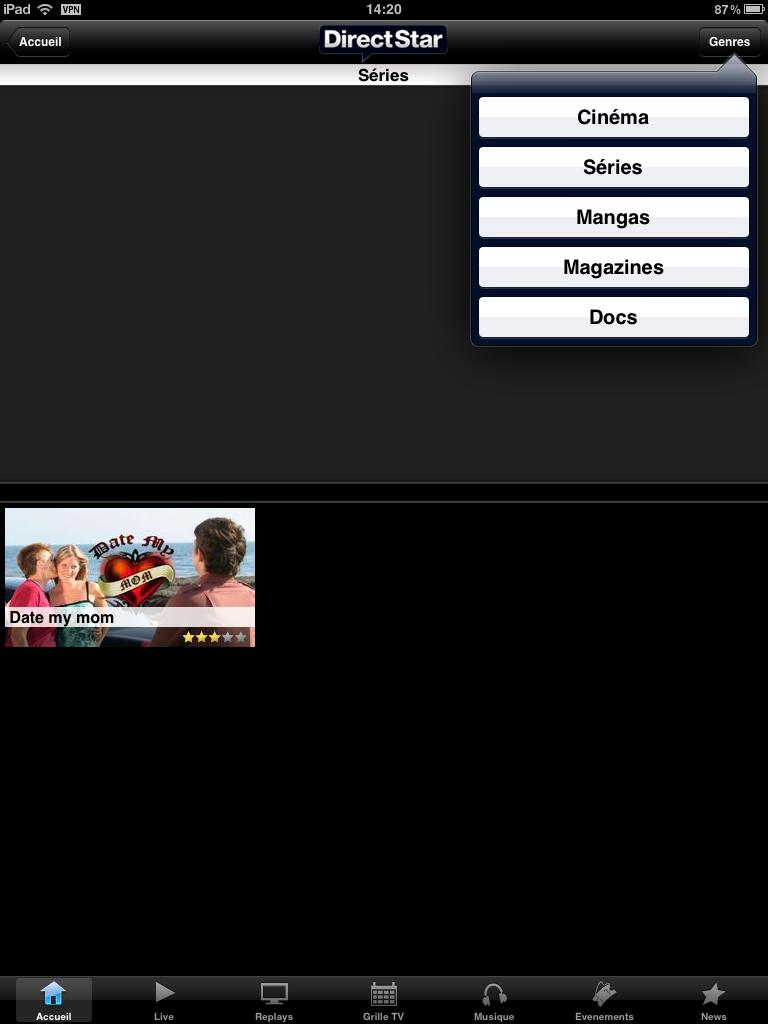 iPad VPN 14:20 87%
Accueil DirectStar Genres
Séries
Cinéma
Séries
Mangas
Magazines
Docs
Date My
MOM
Date my mom
Accueil Live Replays Grille TV Musique Evenements News